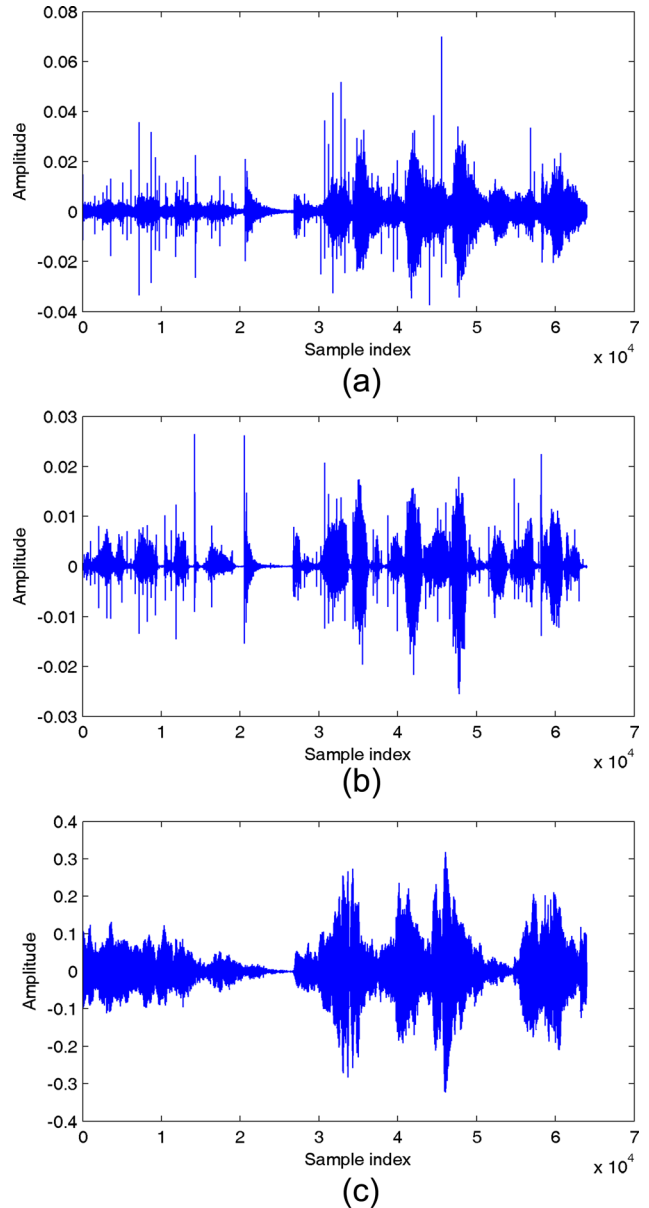 0.08
0.06
0.04
0.02
0
-0.02
-0.04
Amplitude
0 1 2 3 4 5 6 7
Sample index
x 10^4
(a)
0.03
0.02
0.01
0
-0.01
-0.02
-0.03
Amplitude
0 1 2 3 4 5 6 7
Sample index
x 10^4
(b)
0.4
0.3
0.2
0.1
0
-0.1
-0.2
-0.3
-0.4
Amplitude
0 1 2 3 4 5 6 7
Sample index
x 10^4
(c)